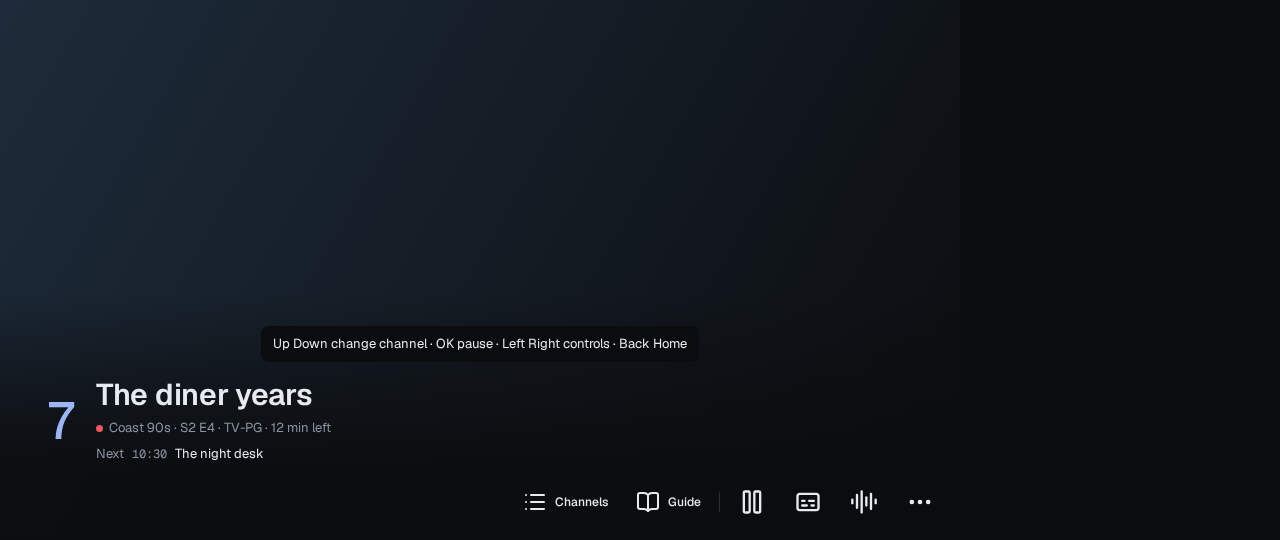 Up Down change channel · OK pause · Left Right controls · Back Home
7
The diner years
Coast 90s · S2 E4 · TV-PG · 12 min left
Next 10:30 The night desk
Channels
Guide